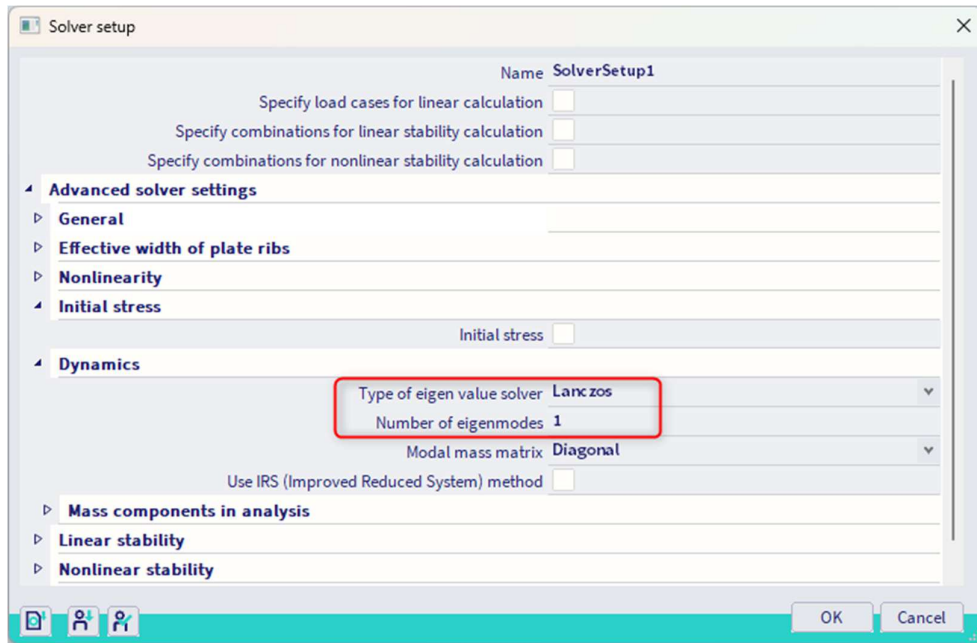 Solver setup
Name SolverSetup1
Specify load cases for linear calculation
Specify combinations for linear stability calculation
Specify combinations for nonlinear stability calculation
Advanced solver settings
General
Effective width of plate ribs
Nonlinearity
Initial stress
Initial stress
Dynamics
Type of eigen value solver Lanczos
Number of eigenmodes 1
Modal mass matrix Diagonal
Use IRS (Improved Reduced System) method
Mass components in analysis
Linear stability
Nonlinear stability
OK Cancel